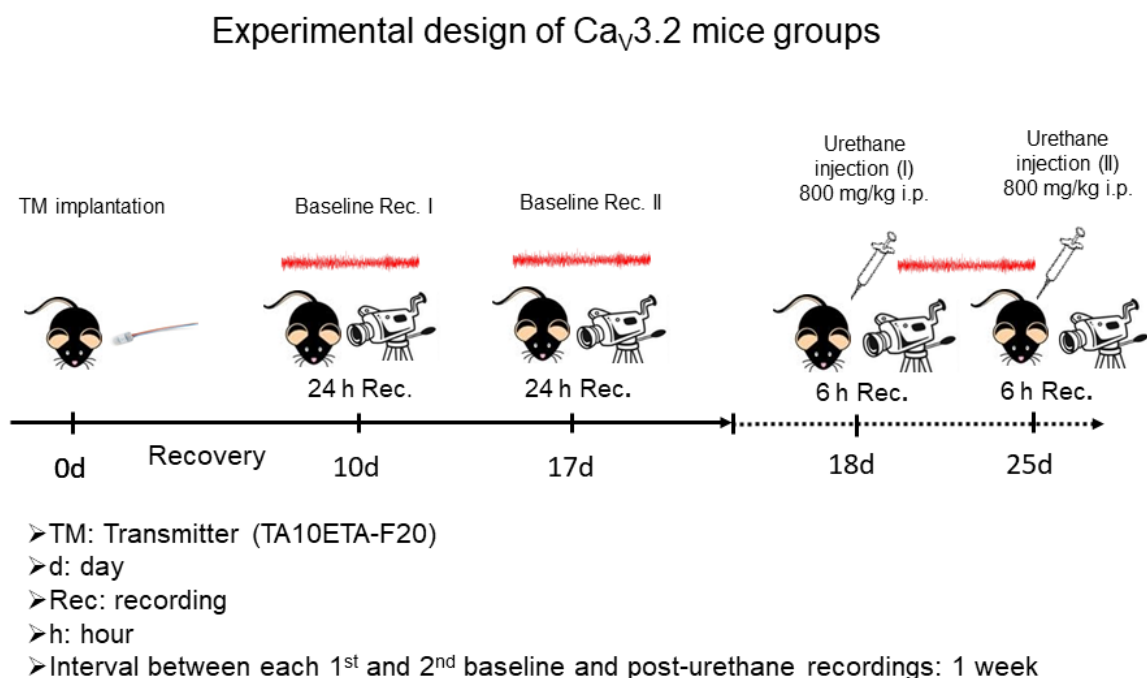 Experimental design of CaV3.2 mice groups
TM implantation
Baseline Rec. I
Baseline Rec. II
Urethane
injection (I)
800 mg/kg i.p.
Urethane
injection (II)
800 mg/kg i.p.
24 h Rec.
24 h Rec.
6 h Rec.
6 h Rec.
0d
Recovery
10d
17d
18d
25d
➢TM: Transmitter (TA10ETA-F20)
➢d: day
➢Rec: recording
➢h: hour
➢Interval between each 1st and 2nd baseline and post-urethane recordings: 1 week